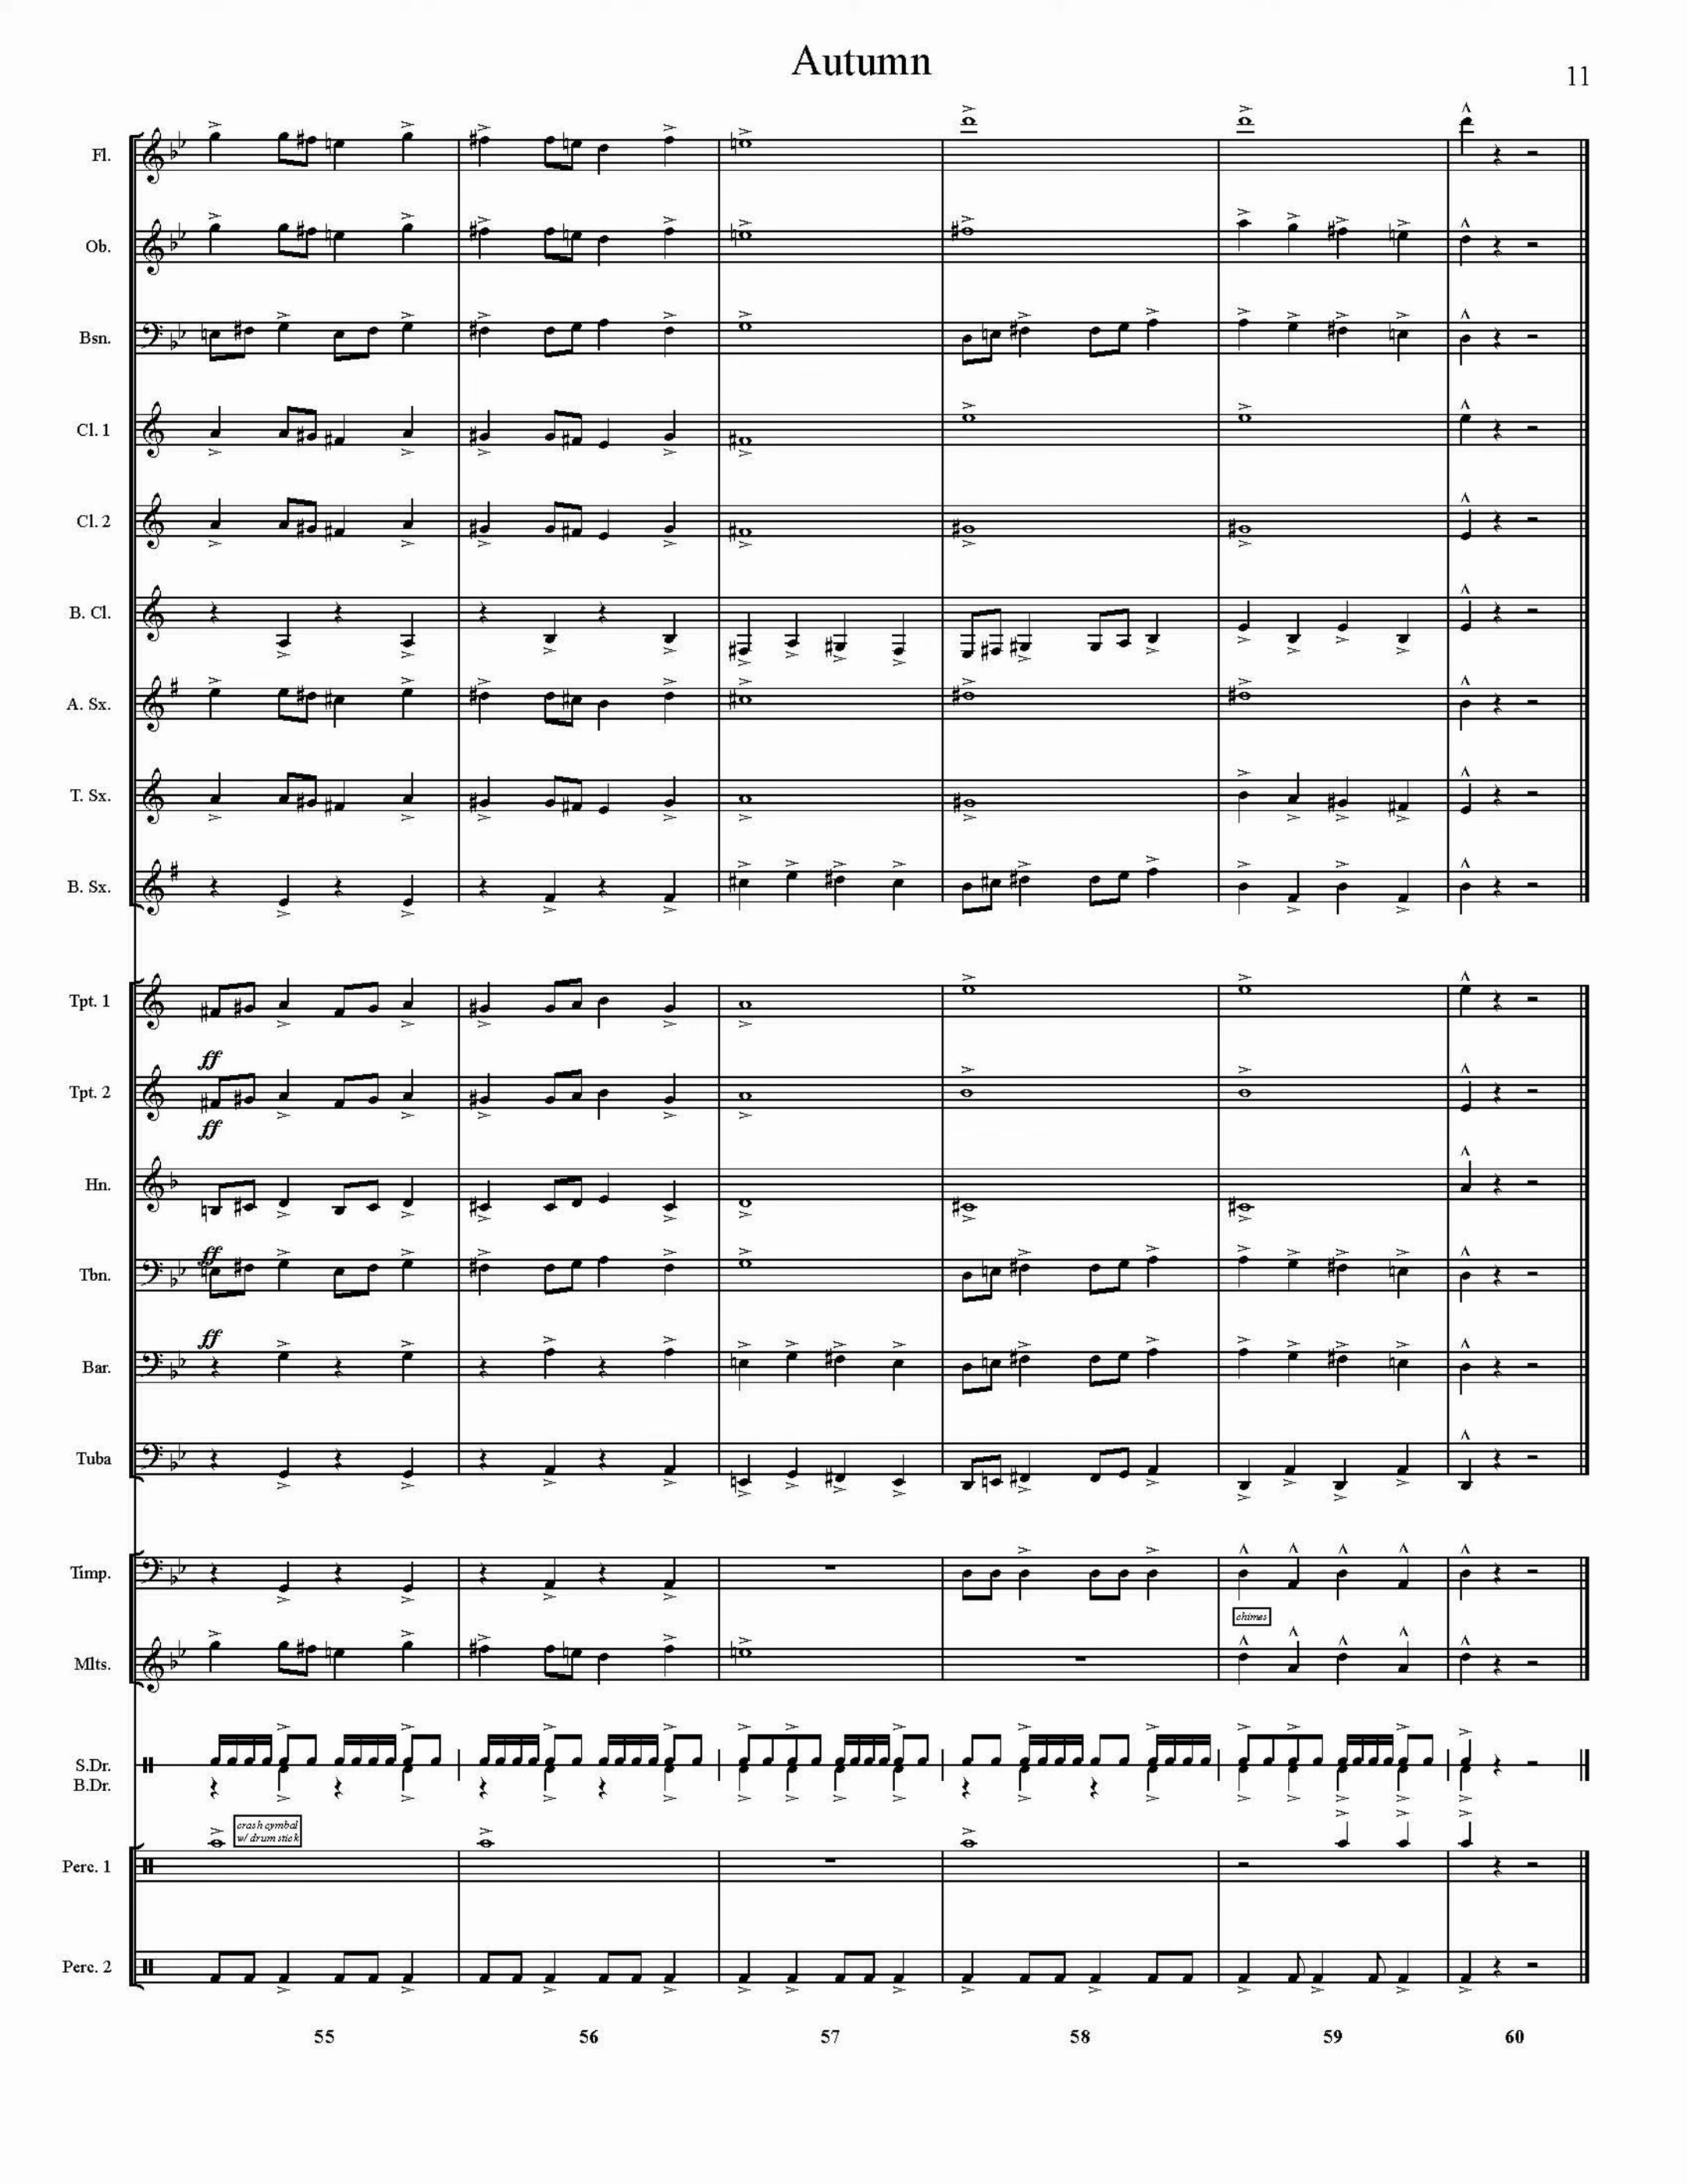 Autumn
11
Fl.
Ob.
Bsn.
Cl. 1
Cl. 2
B. Cl.
A. Sx.
T. Sx.
B. Sx.
Tpt. 1
ff
Tpt. 2
ff
Hn.
ff
Tbn.
ff
Bar.
Tuba
Timp.
chimes
Mlts.
S.Dr.
B.Dr.
crash cymbal
w/ drum stick
Perc. 1
Perc. 2
55 56 57 58 59 60